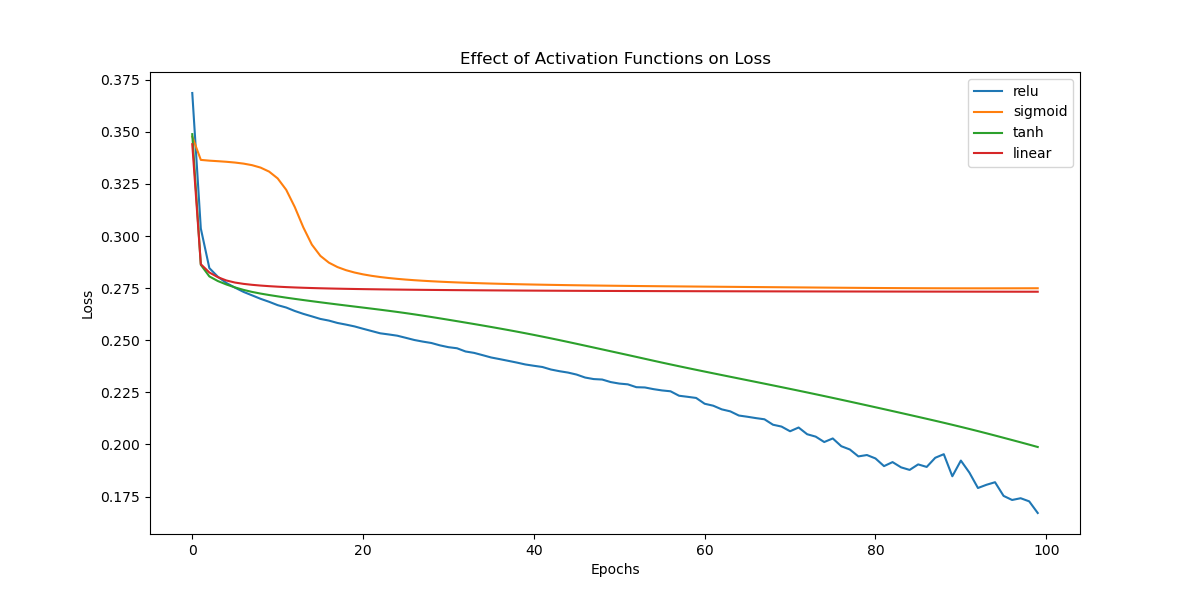 Effect of Activation Functions on Loss
0.375
0.350
0.325
0.300
0.275
0.250
0.225
0.200
0.175
Loss
relu
sigmoid
tanh
linear
0 20 40 60 80 100
Epochs